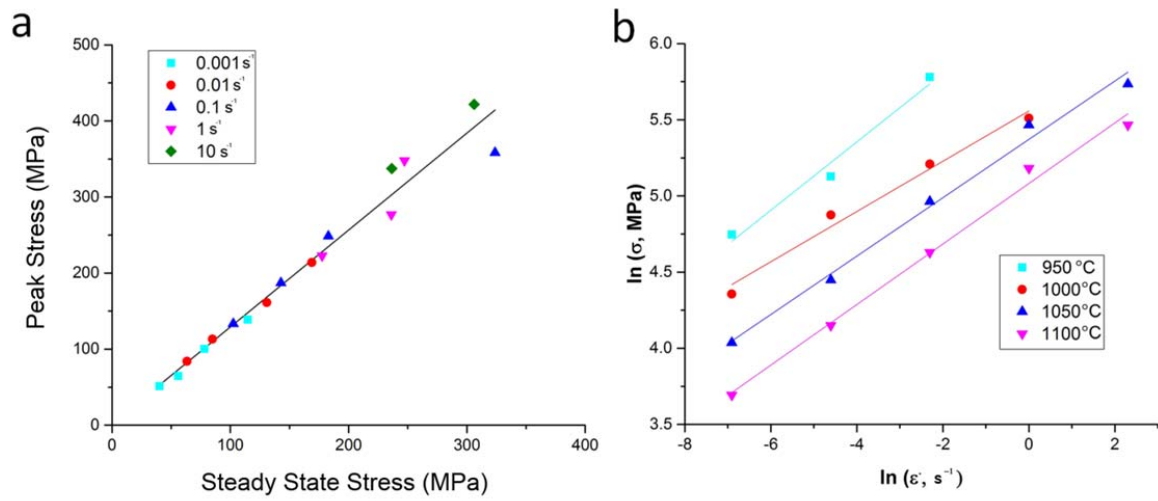 a
500
400
300
200
100
0
0 100 200 300 400
Peak Stress (MPa)
Steady State Stress (MPa)
0.001 s⁻¹
0.01 s⁻¹
0.1 s⁻¹
1 s⁻¹
10 s⁻¹
b
6.0
5.5
5.0
4.5
4.0
3.5
-8 -6 -4 -2 0 2
ln (σ, MPa)
ln (ε˙, s⁻¹)
950 °C
1000°C
1050°C
1100°C